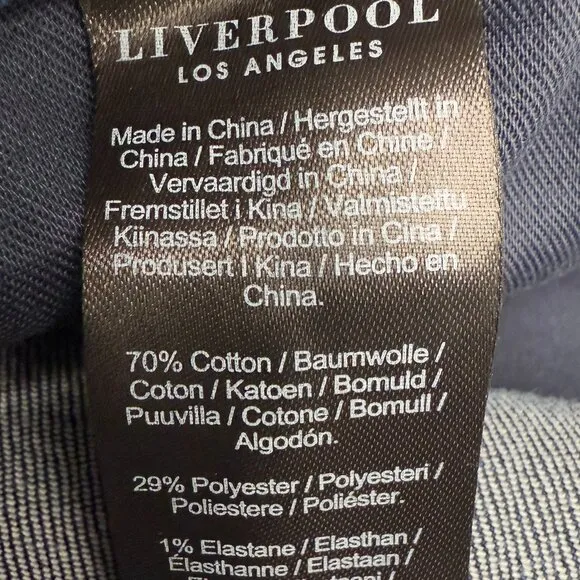 LIVERPOOL
LOS ANGELES
Made in China / Hergestellt in
China / Fabriqué en Chine /
Vervaardigd in China /
Fremstillet i Kina / Valmistettu
Kiinassa / Prodotto in Cina /
Produsert I Kina / Hecho en
China.
70% Cotton / Baumwolle /
Coton / Katoen / Bomuld /
Puuvilla / Cotone / Bomull /
Algodón.
29% Polyester / Polyesteri /
Poliestere / Poliéster.
1% Elastane / Elasthan /
Élasthanne / Elastaan /